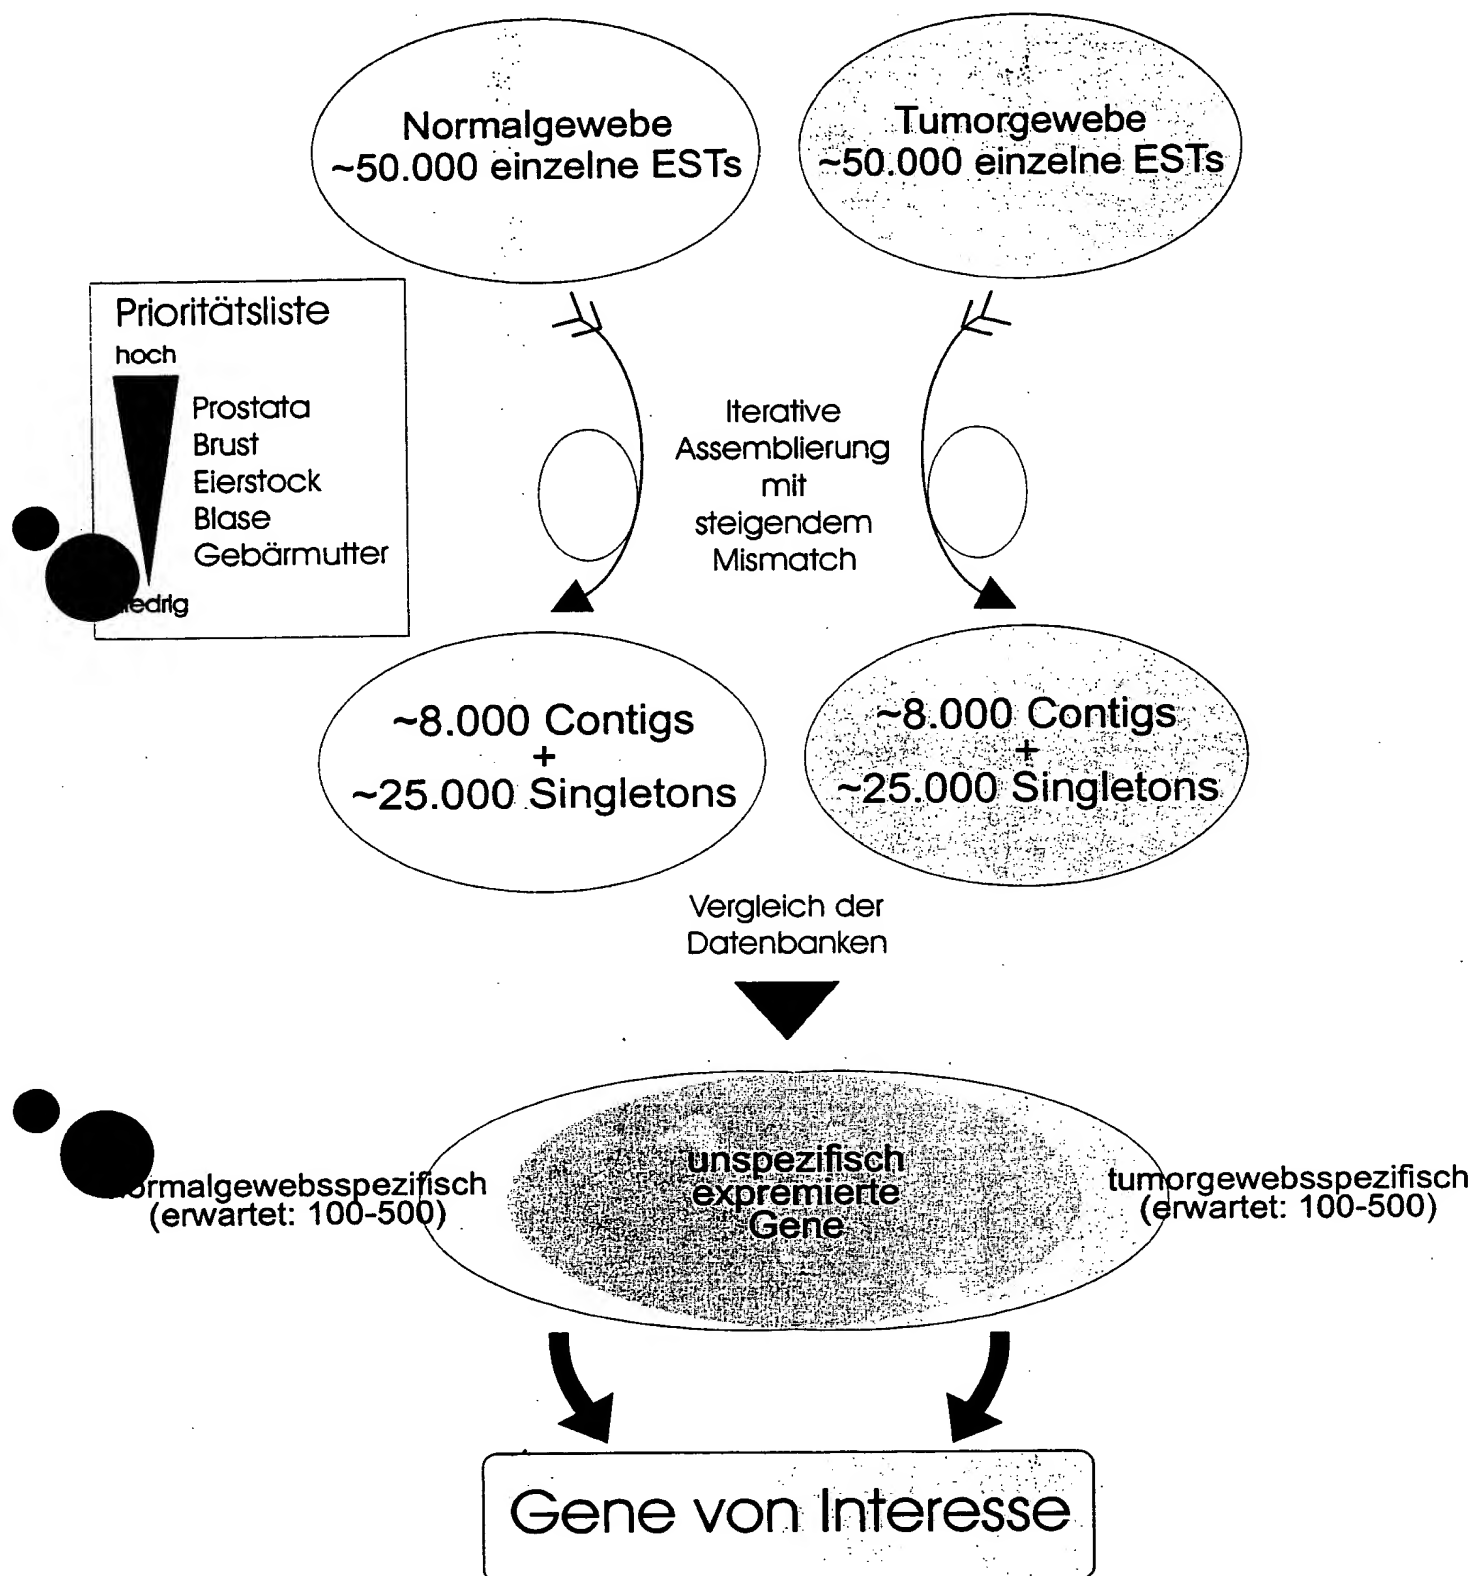 Normalgewebe
~50.000 einzelne ESTs
Tumorgewebe
~50.000 einzelne ESTs
Prioritätsliste
hoch
Prostata
Brust
Eierstock
Blase
Gebärmutter
Iterative
Assemblierung
mit
steigendem
Mismatch
~8.000 Contigs
+
~25.000 Singletons
~8.000 Contigs
+
~25.000 Singletons
Vergleich der
Datenbanken
unspezifisch
expremierte
Gene
(erwartet: 100-500)
tumorgewebsspezifisch
(erwartet: 100-500)
Gene von Interesse